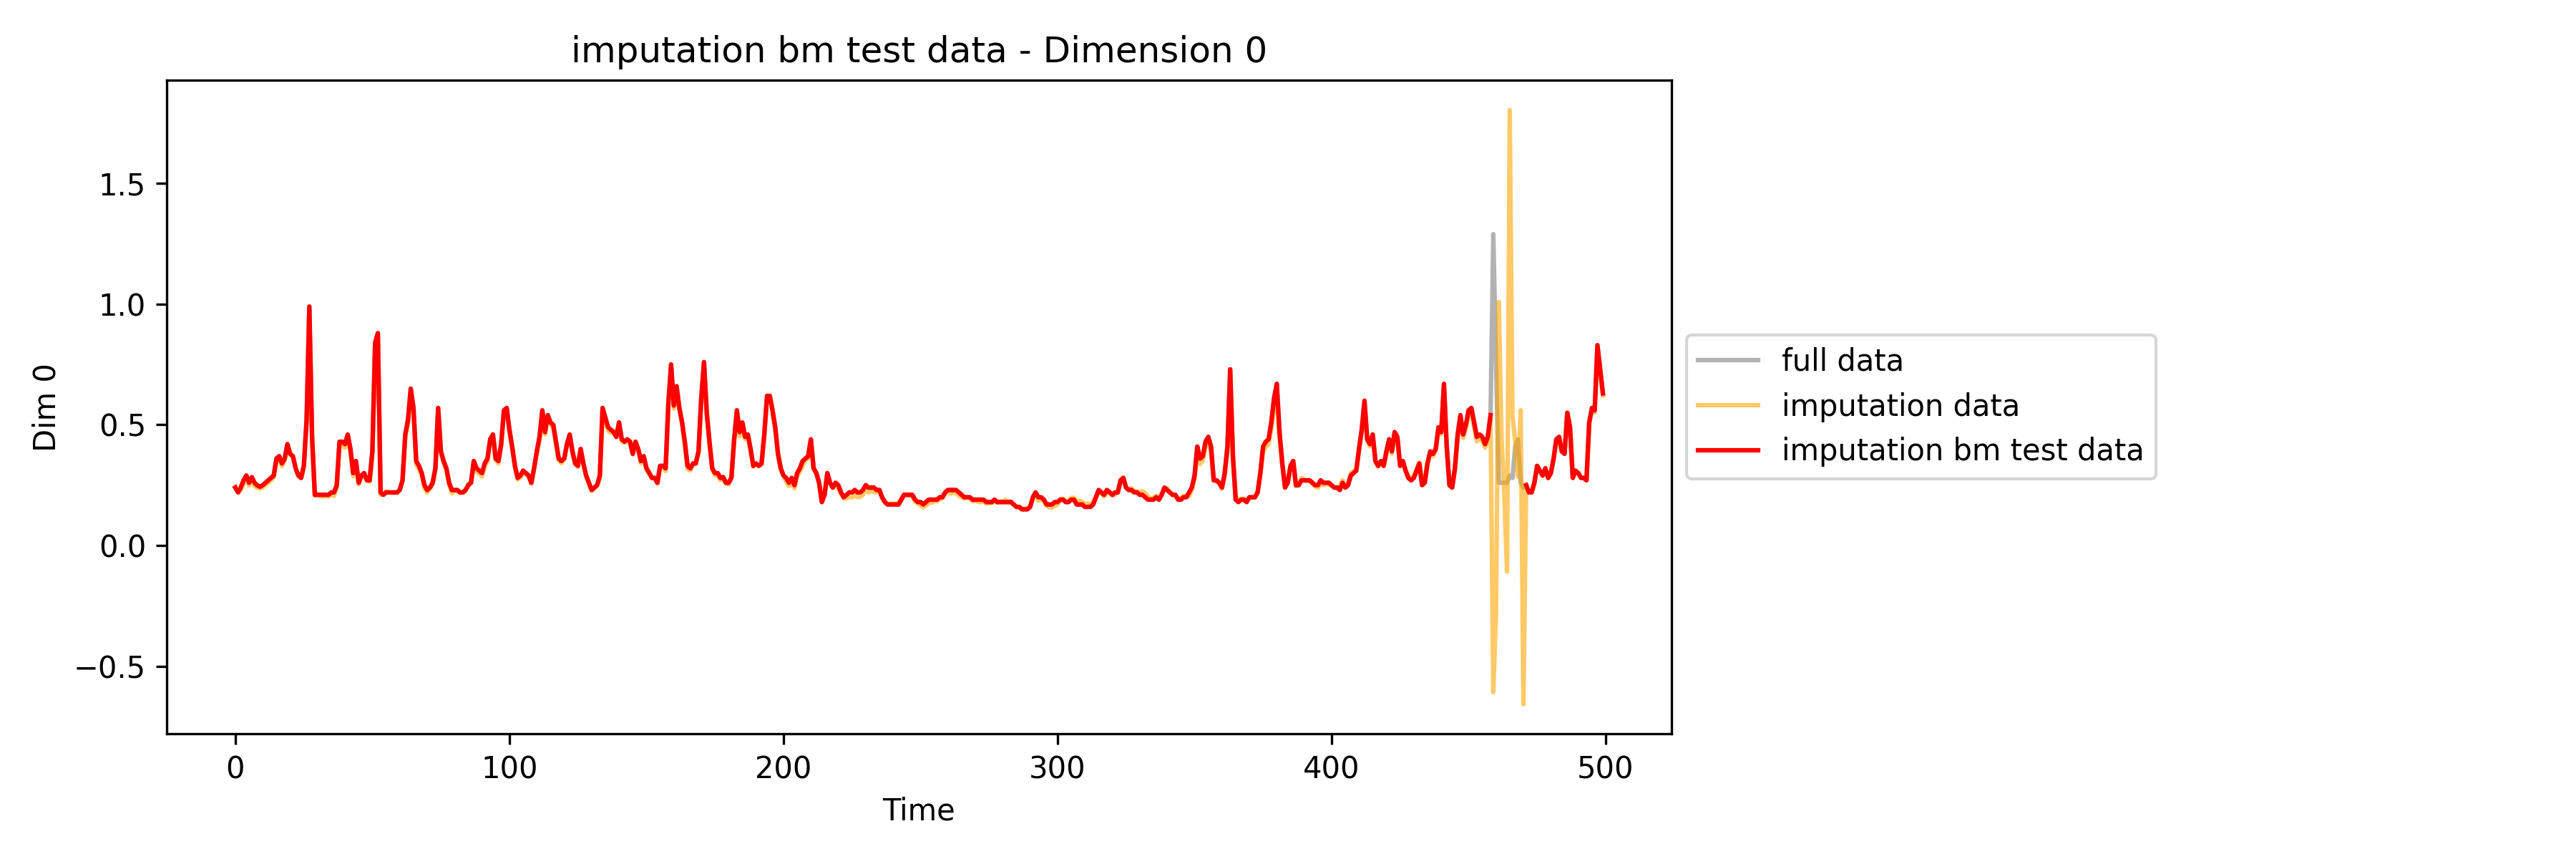 imputation bm test data - Dimension 0
Dim 0
1.5
1.0
0.5
0.0
−0.5
0 100 200 300 400 500
Time
full data
imputation data
imputation bm test data